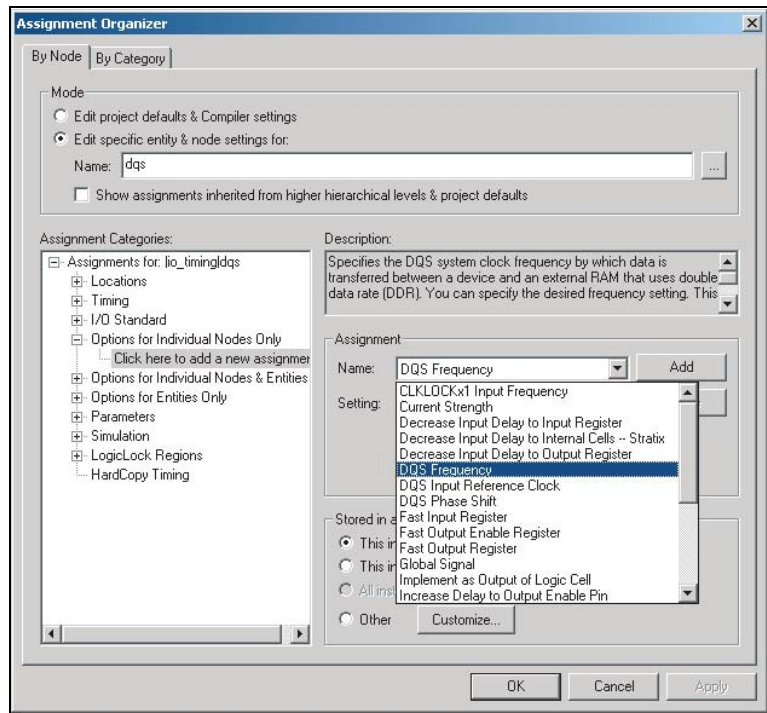 Assignment Organizer
By Node
By Category
Mode
Edit project defaults & Compiler settings
Edit specific entity & node settings for:
Name: dqs
...
Show assignments inherited from higher hierarchical levels & project defaults
Assignment Categories:
Assignments for: |io_timing|dqs
Locations
Timing
I/O Standard
Options for Individual Nodes Only
Click here to add a new assignmer
Options for Individual Nodes & Entities
Options for Entities Only
Parameters
Simulation
LogicLock Regions
HardCopy Timing
Description:
Specifies the DQS system clock frequency by which data is
transferred between a device and an external RAM that uses double
data rate (DDR). You can specify the desired frequency setting. This
Assignment
Name: DQS Frequency
Add
Setting:
CLKLOCKx1 Input Frequency
Current Strength
Decrease Input Delay to Input Register
Decrease Input Delay to Internal Cells -- Stratix
Decrease Input Delay to Output Register
DQS Frequency
DQS Input Reference Clock
DQS Phase Shift
Fast Input Register
Fast Output Enable Register
Fast Output Register
Global Signal
Implement as Output of Logic Cell
Increase Delay to Output Enable Pin
Stored in a
This in
This in
All inst
Other
Customize...
OK
Cancel
Apply